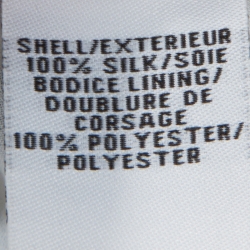 SHELL/EXTERIEUR
100% SILK/SOIE
BODICE LINING/
DOUBLURE DE
CORSAGE
100% POLYESTER/
POLYESTER